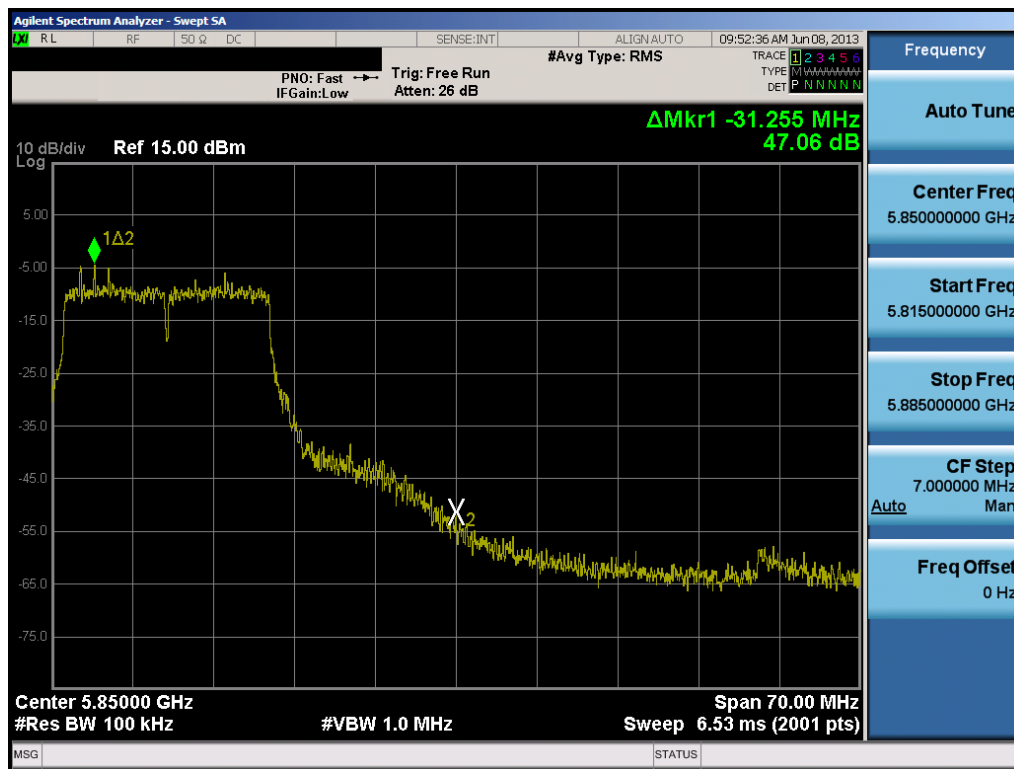 Agilent Spectrum Analyzer - Swept SA
LXI RL RF 50 Ω DC SENSE:INT ALIGNAUTO 09:52:36 AM Jun 08, 2013
#Avg Type: RMS TRACE 1 2 3 4 5 6
PNO: Fast Trig: Free Run TYPE M WWWWW
IFGain:Low Atten: 26 dB DET P N N N N N
ΔMkr1 -31.255 MHz
47.06 dB
10 dB/div Ref 15.00 dBm
Log
5.00
1Δ2
-5.00
-15.0
-25.0
-35.0
-45.0
X2
-55.0
-65.0
-75.0
Center 5.85000 GHz Span 70.00 MHz
#Res BW 100 kHz #VBW 1.0 MHz Sweep 6.53 ms (2001 pts)
MSG STATUS
Frequency
Auto Tune
Center Freq
5.850000000 GHz
Start Freq
5.815000000 GHz
Stop Freq
5.885000000 GHz
CF Step
7.000000 MHz
Auto Man
Freq Offset
0 Hz